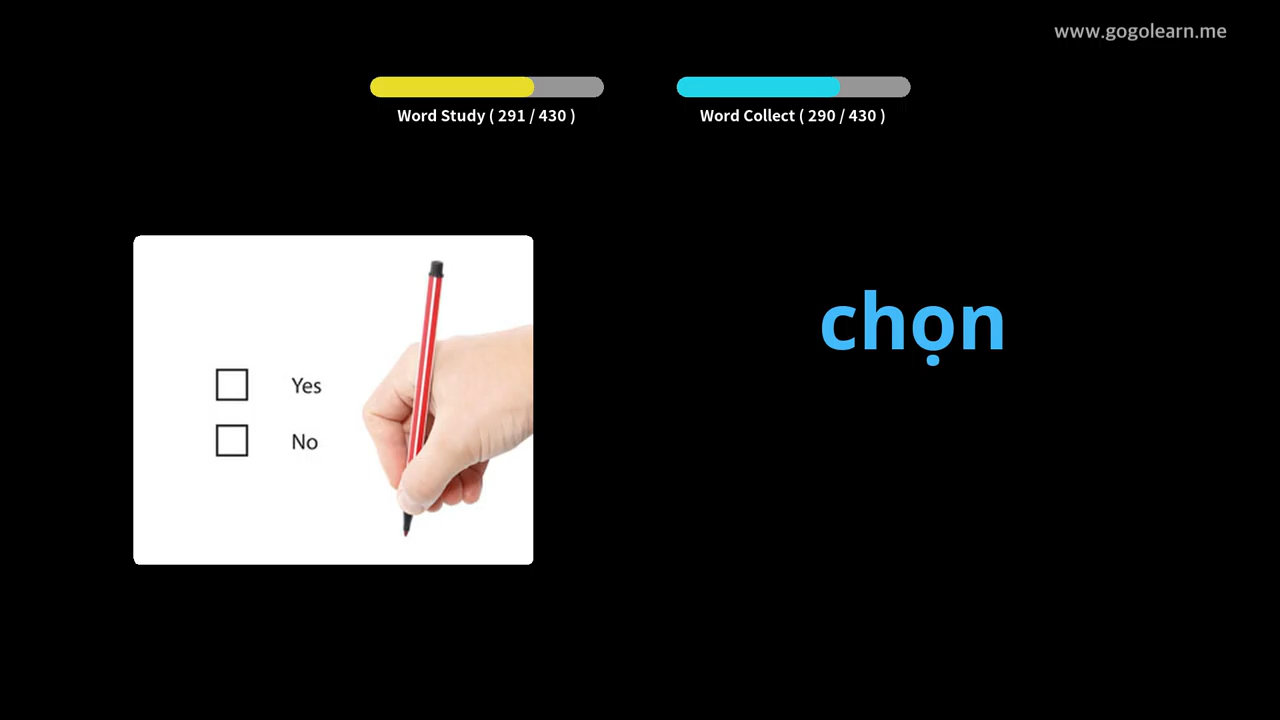 www.gogolearn.me
Word Study ( 291 / 430 )
Word Collect ( 290 / 430 )
Yes
No
chọn